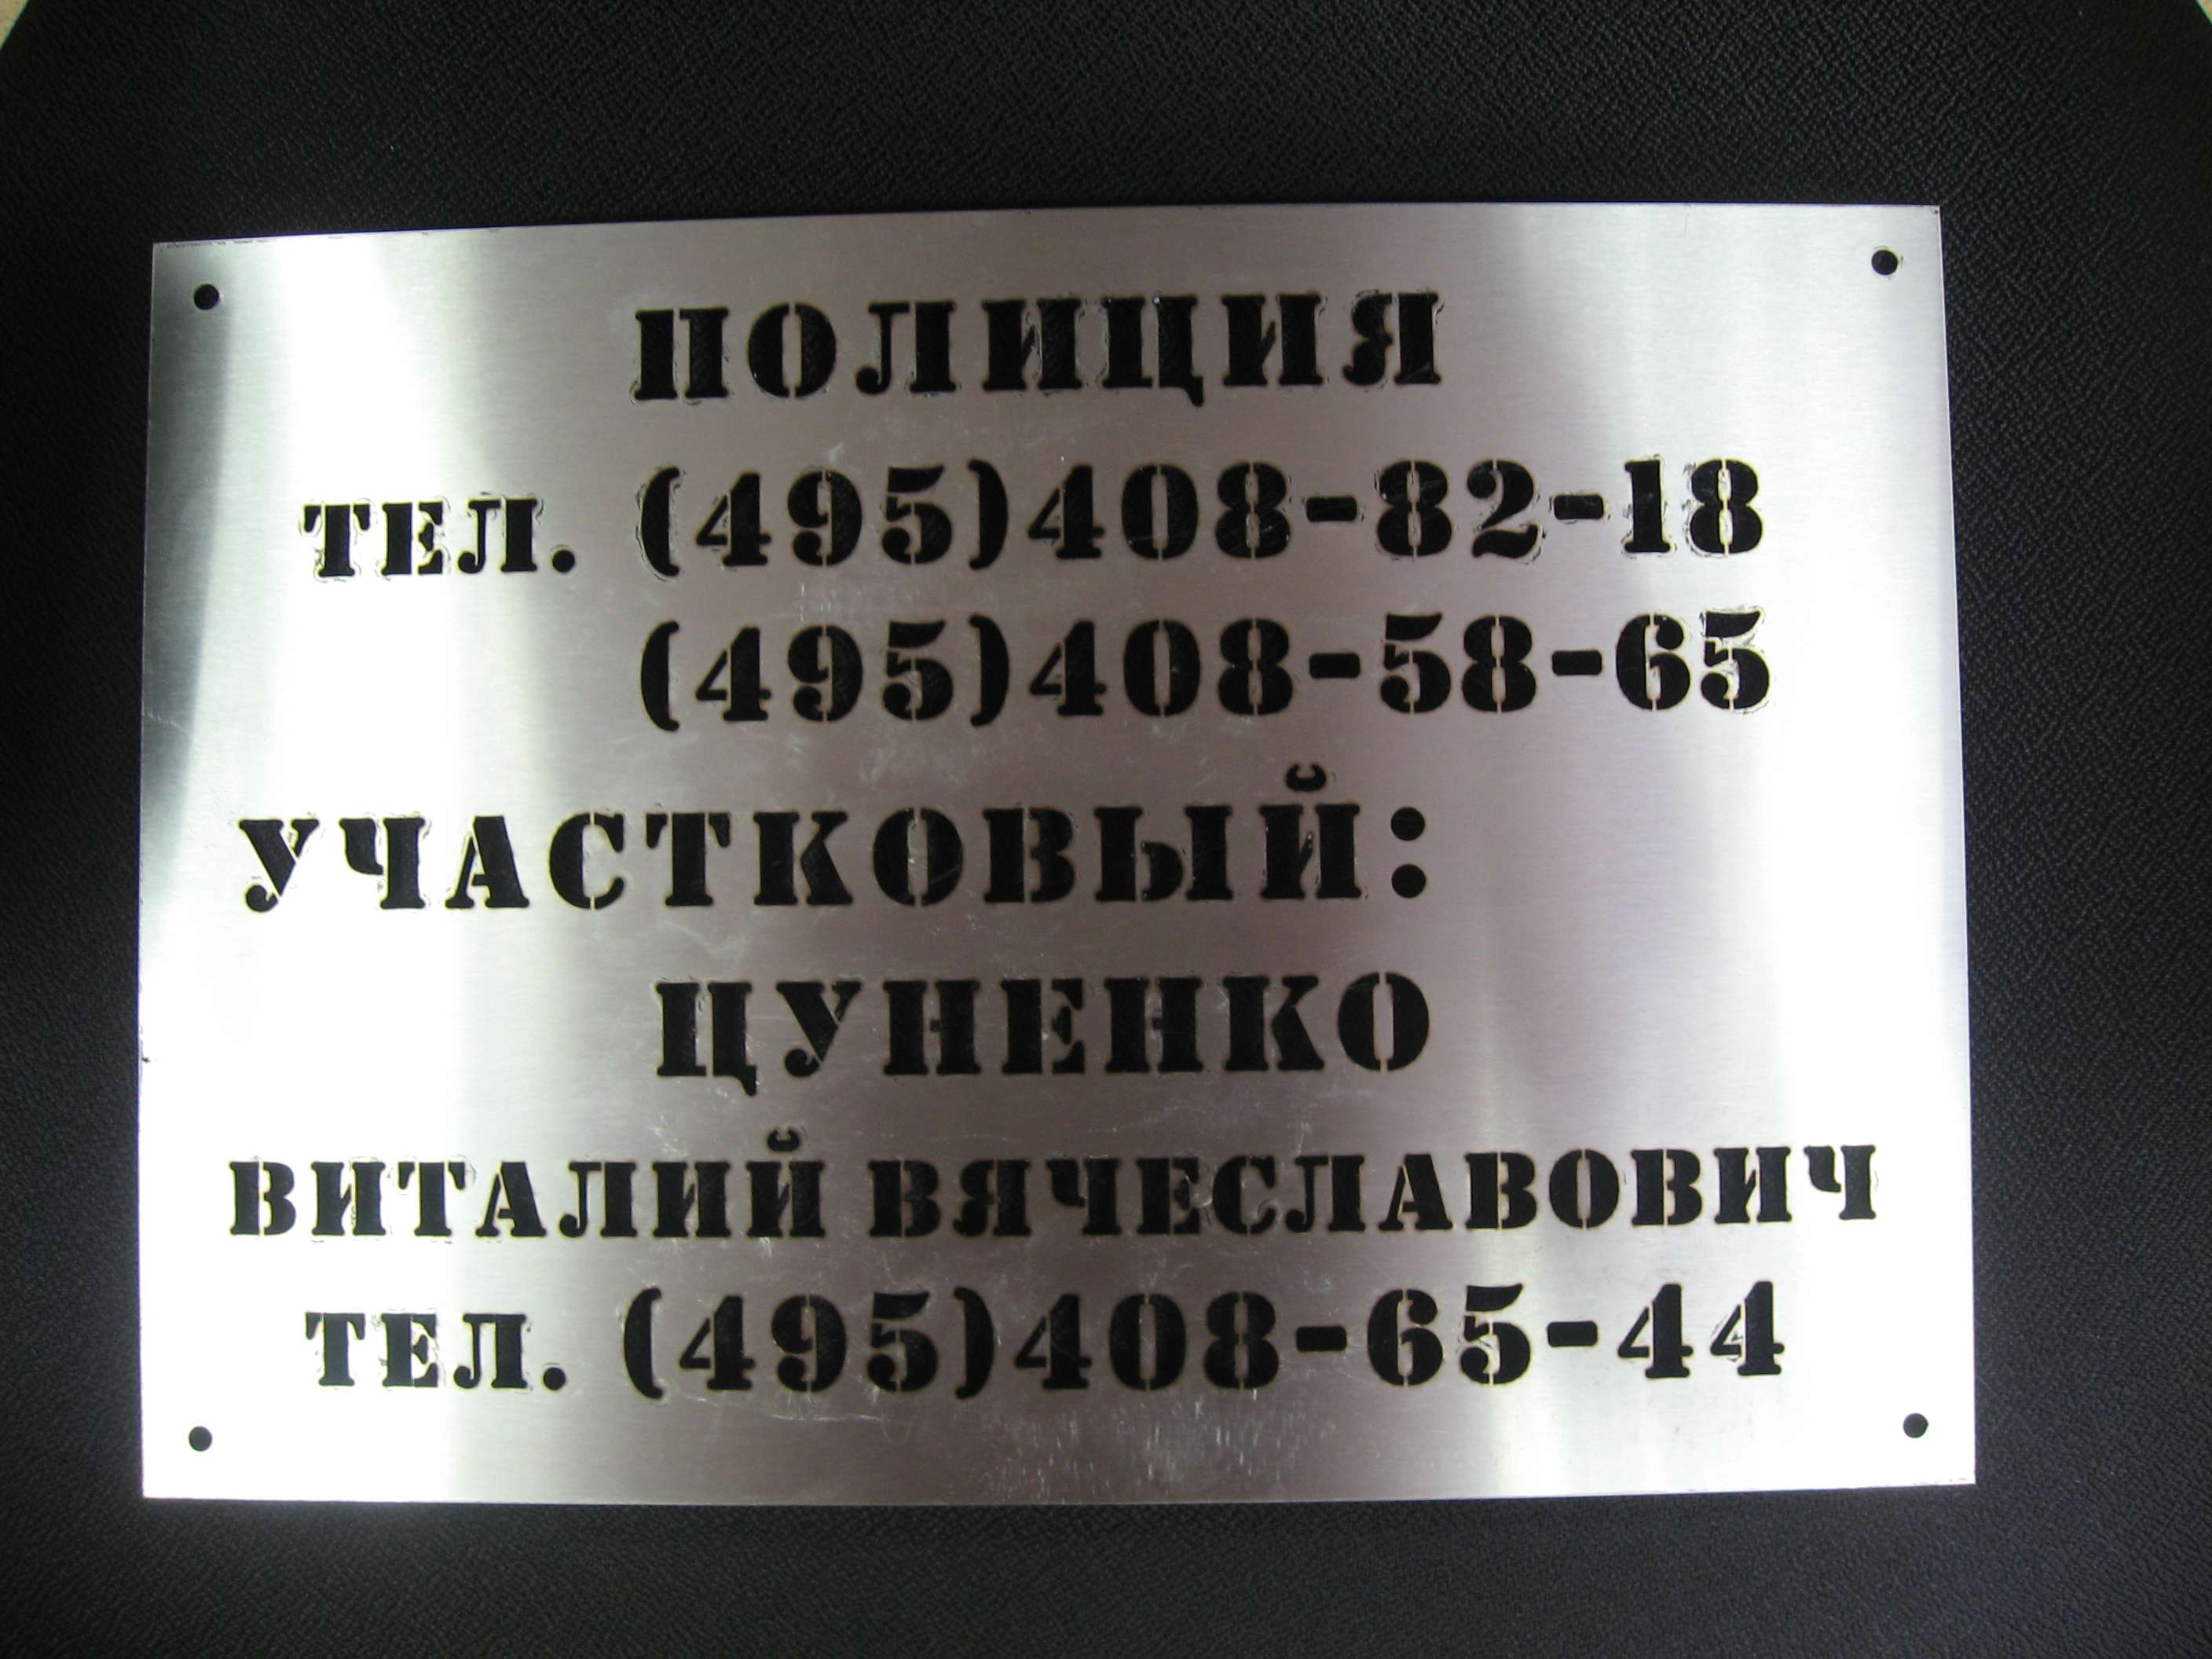 ПОЛИЦИЯ
ТЕЛ. (495)408-82-18
(495)408-58-65
УЧАСТКОВЫЙ:
ЦУНЕНКО
ВИТАЛИЙ ВЯЧЕСЛАВОВИЧ
ТЕЛ. (495)408-65-44